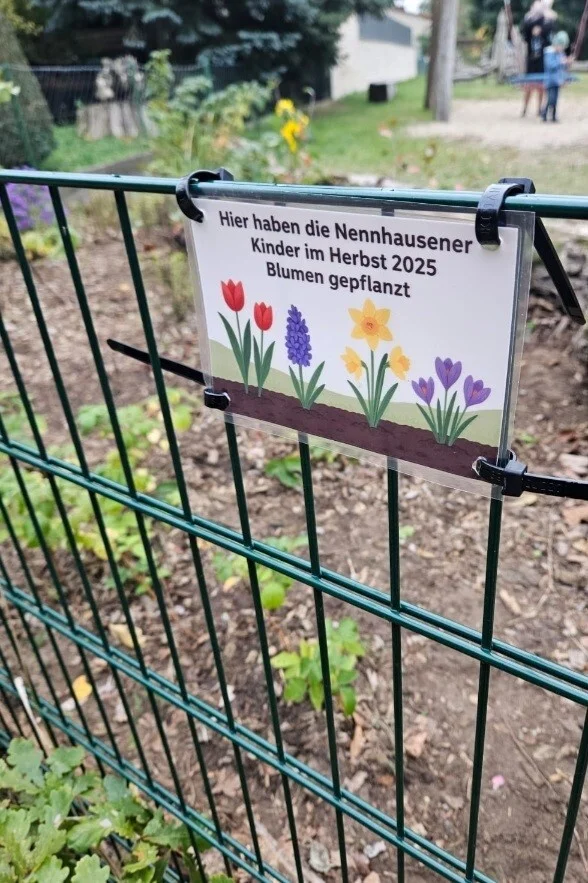 Hier haben die Nennhausener
Kinder im Herbst 2025
Blumen gepflanzt